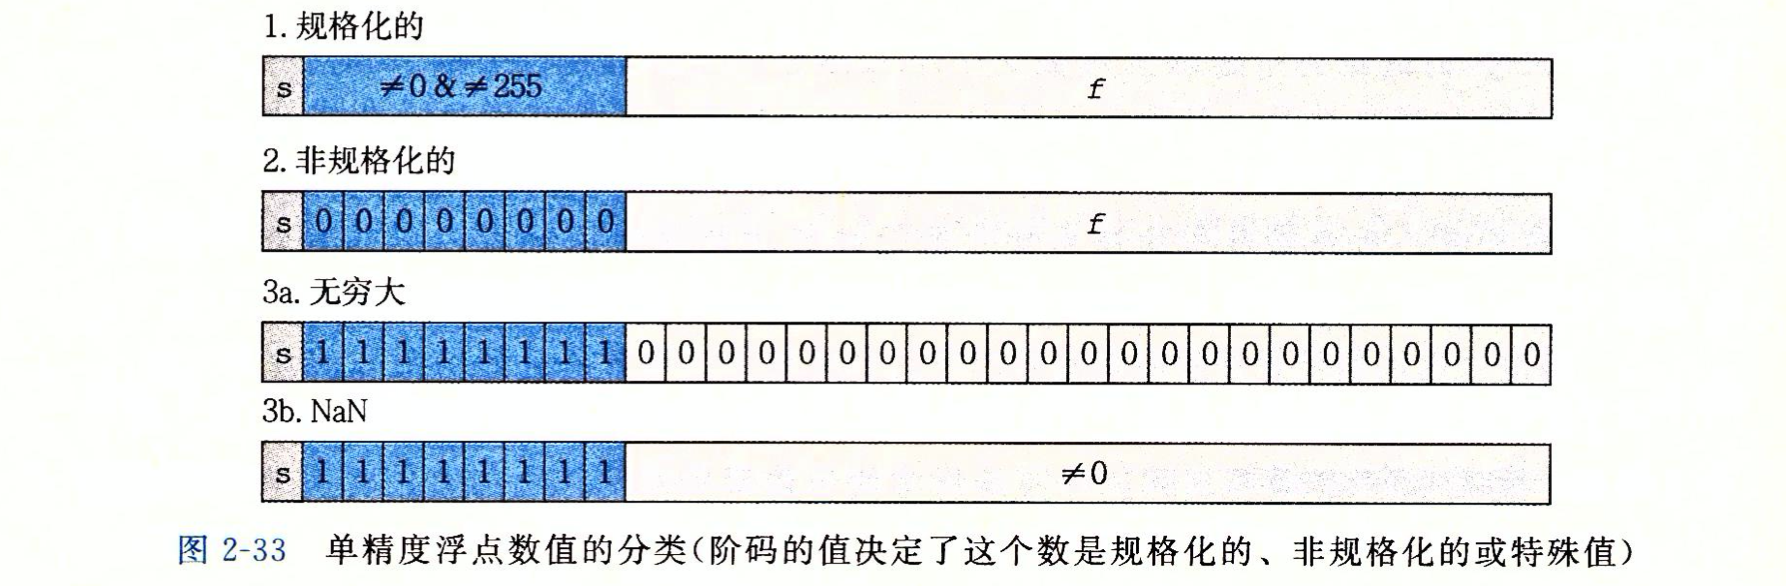 1. 规格化的
s ≠0 & ≠255 f
2. 非规格化的
s 0 0 0 0 0 0 0 0 f
3a. 无穷大
s 1 1 1 1 1 1 1 1 0 0 0 0 0 0 0 0 0 0 0 0 0 0 0 0 0 0 0 0 0 0 0
3b. NaN
s 1 1 1 1 1 1 1 1 ≠0
图 2-33 单精度浮点数值的分类(阶码的值决定了这个数是规格化的、非规格化的或特殊值)